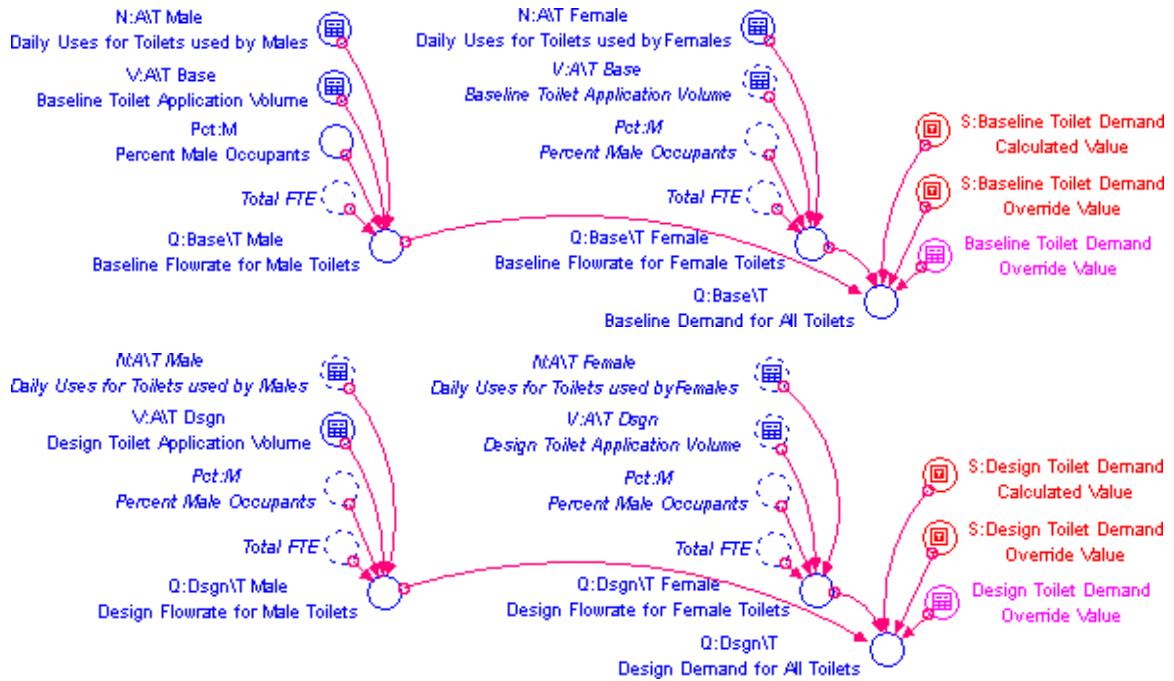 N:A\T Male
Daily Uses for Toilets used by Males
V:A\T Base
Baseline Toilet Application Volume
Pct:M
Percent Male Occupants
Total FTE
Q:Base\T Male
Baseline Flowrate for Male Toilets
N:A\T Female
Daily Uses for Toilets used byFemales
V:A\T Base
Baseline Toilet Application Volume
Pct:M
Percent Male Occupants
Total FTE
Q:Base\T Female
Baseline Flowrate for Female Toilets
S:Baseline Toilet Demand
Calculated Value
S:Baseline Toilet Demand
Override Value
Baseline Toilet Demand
Override Value
Q:Base\T
Baseline Demand for All Toilets
N:A\T Male
Daily Uses for Toilets used by Males
V:A\T Dsgn
Design Toilet Application Volume
Pct:M
Percent Male Occupants
Total FTE
Q:Dsgn\T Male
Design Flowrate for Male Toilets
N:A\T Female
Daily Uses for Toilets used byFemales
V:A\T Dsgn
Design Toilet Application Volume
Pct:M
Percent Male Occupants
Total FTE
Q:Dsgn\T Female
Design Flowrate for Female Toilets
S:Design Toilet Demand
Calculated Value
S:Design Toilet Demand
Override Value
Design Toilet Demand
Override Value
Q:Dsgn\T
Design Demand for All Toilets